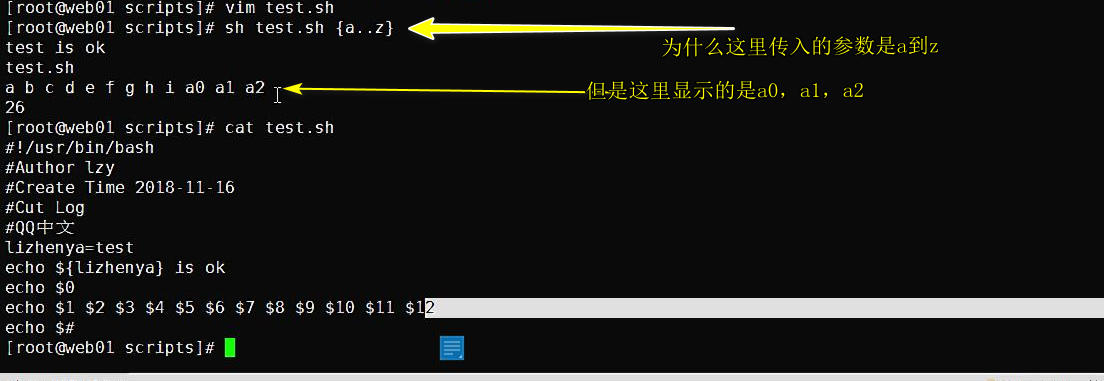 [root@web01 scripts]# vim test.sh
[root@web01 scripts]# sh test.sh {a..z}
为什么这里传入的参数是a到z
test is ok
test.sh
a b c d e f g h i a0 a1 a2
但是这里显示的是a0，a1，a2
26
[root@web01 scripts]# cat test.sh
#!/usr/bin/bash
#Author lzy
#Create Time 2018-11-16
#Cut Log
#QQ中文
lizhenya=test
echo ${lizhenya} is ok
echo $0
echo $1 $2 $3 $4 $5 $6 $7 $8 $9 $10 $11 $12
echo $#
[root@web01 scripts]#